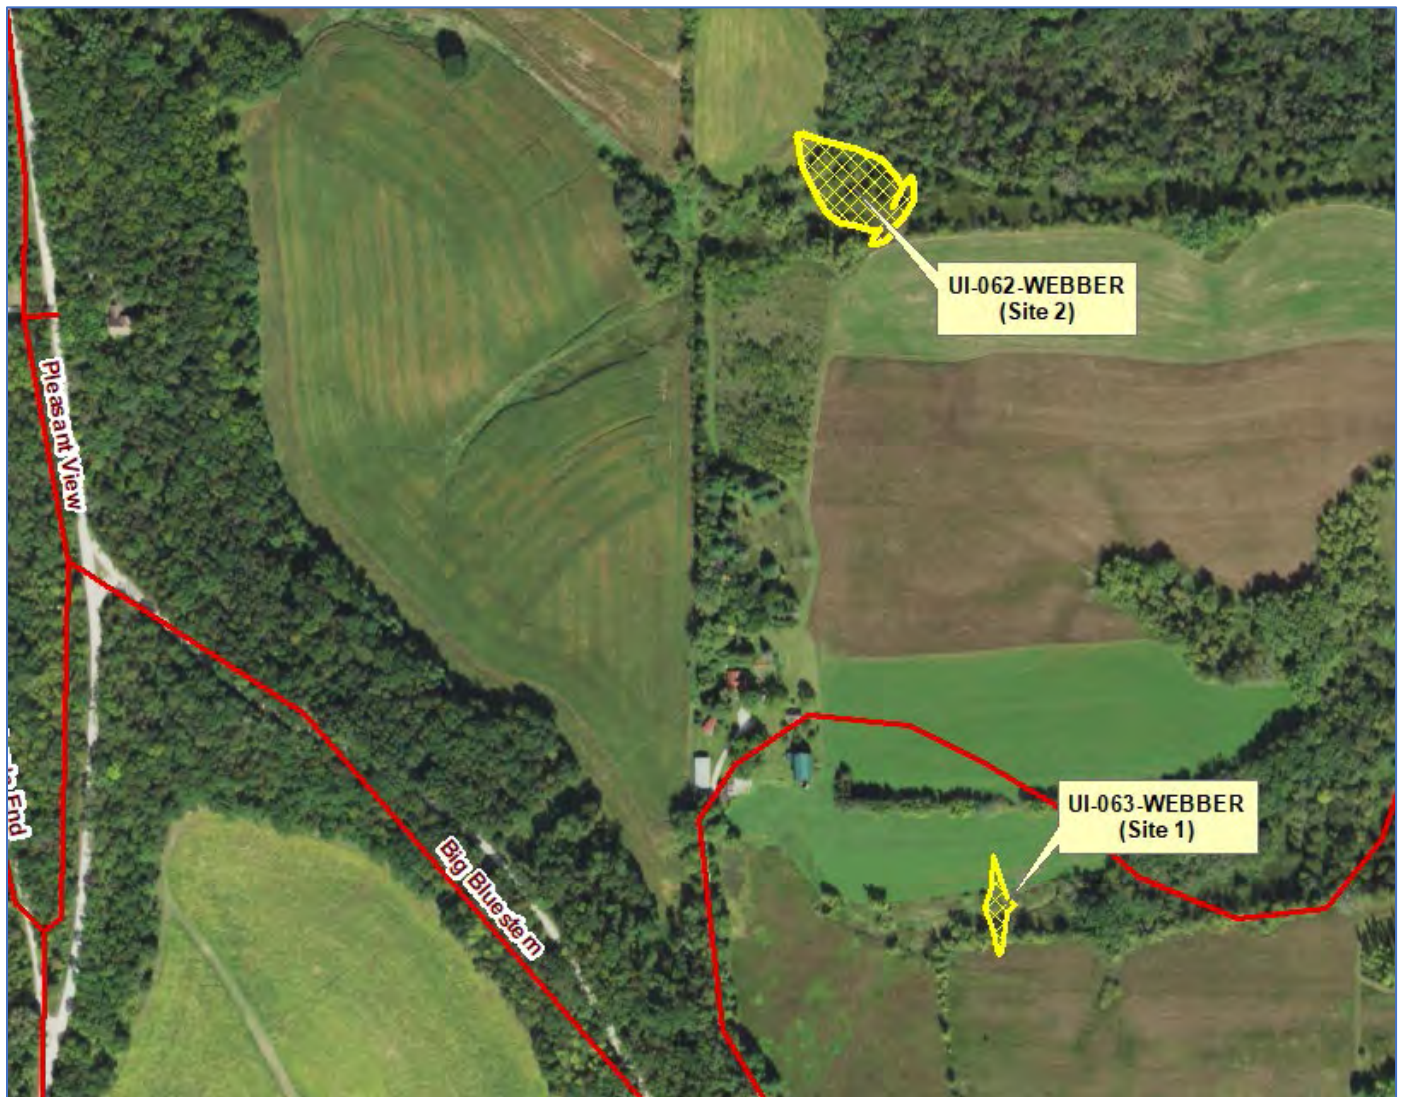 UI-062-WEBBER
(Site 2)
Pleasant View
UI-063-WEBBER
(Site 1)
End
Big Bluestem